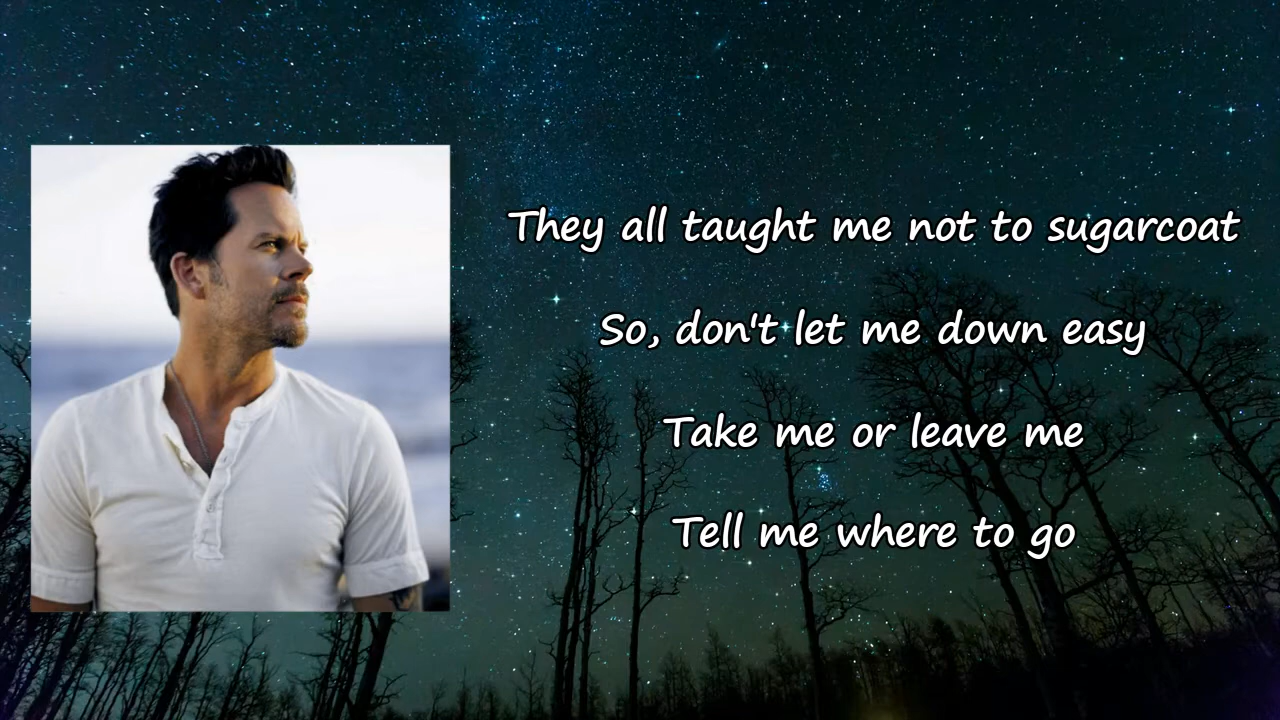 They all taught me not to sugarcoat
So, don't let me down easy
Take me or leave me
Tell me where to go